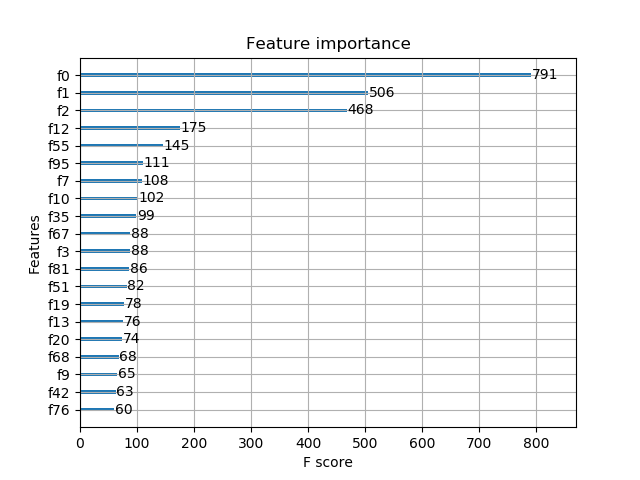 Feature importance
f0 791
f1 506
f2 468
f12 175
f55 145
f95 111
f7 108
f10 102
f35 99
f67 88
f3 88
f81 86
f51 82
f19 78
f13 76
f20 74
f68 68
f9 65
f42 63
f76 60
Features
0 100 200 300 400 500 600 700 800
F score